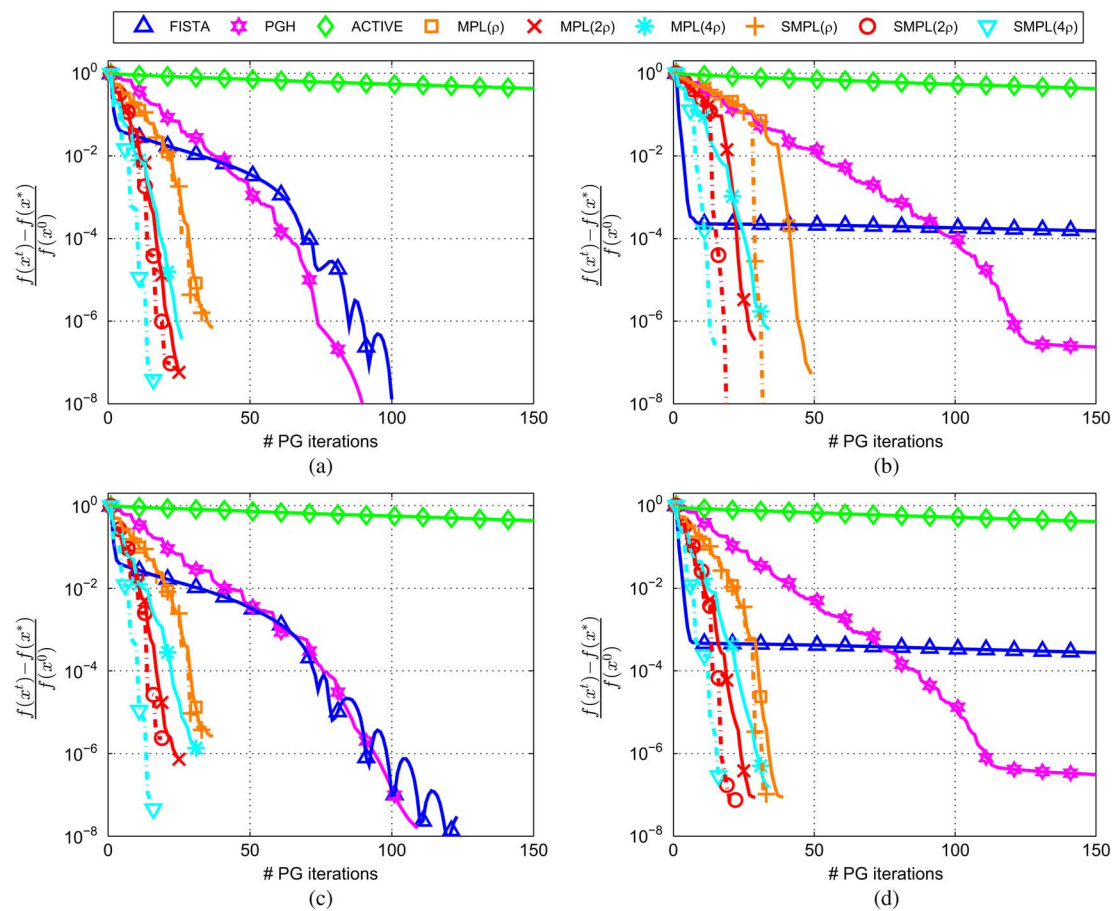 FISTA PGH ACTIVE MPL(ρ) MPL(2ρ) MPL(4ρ) SMPL(ρ) SMPL(2ρ) SMPL(4ρ)
10^0
10^-2
10^-4
10^-6
10^-8
f(x^t) − f(x^*)
f(x^0)
0 50 100 150
# PG iterations
(a)
10^0
10^-2
10^-4
10^-6
10^-8
f(x^t) − f(x^*)
f(x^0)
0 50 100 150
# PG iterations
(b)
10^0
10^-2
10^-4
10^-6
10^-8
f(x^t) − f(x^*)
f(x^0)
0 50 100 150
# PG iterations
(c)
10^0
10^-2
10^-4
10^-6
10^-8
f(x^t) − f(x^*)
f(x^0)
0 50 100 150
# PG iterations
(d)